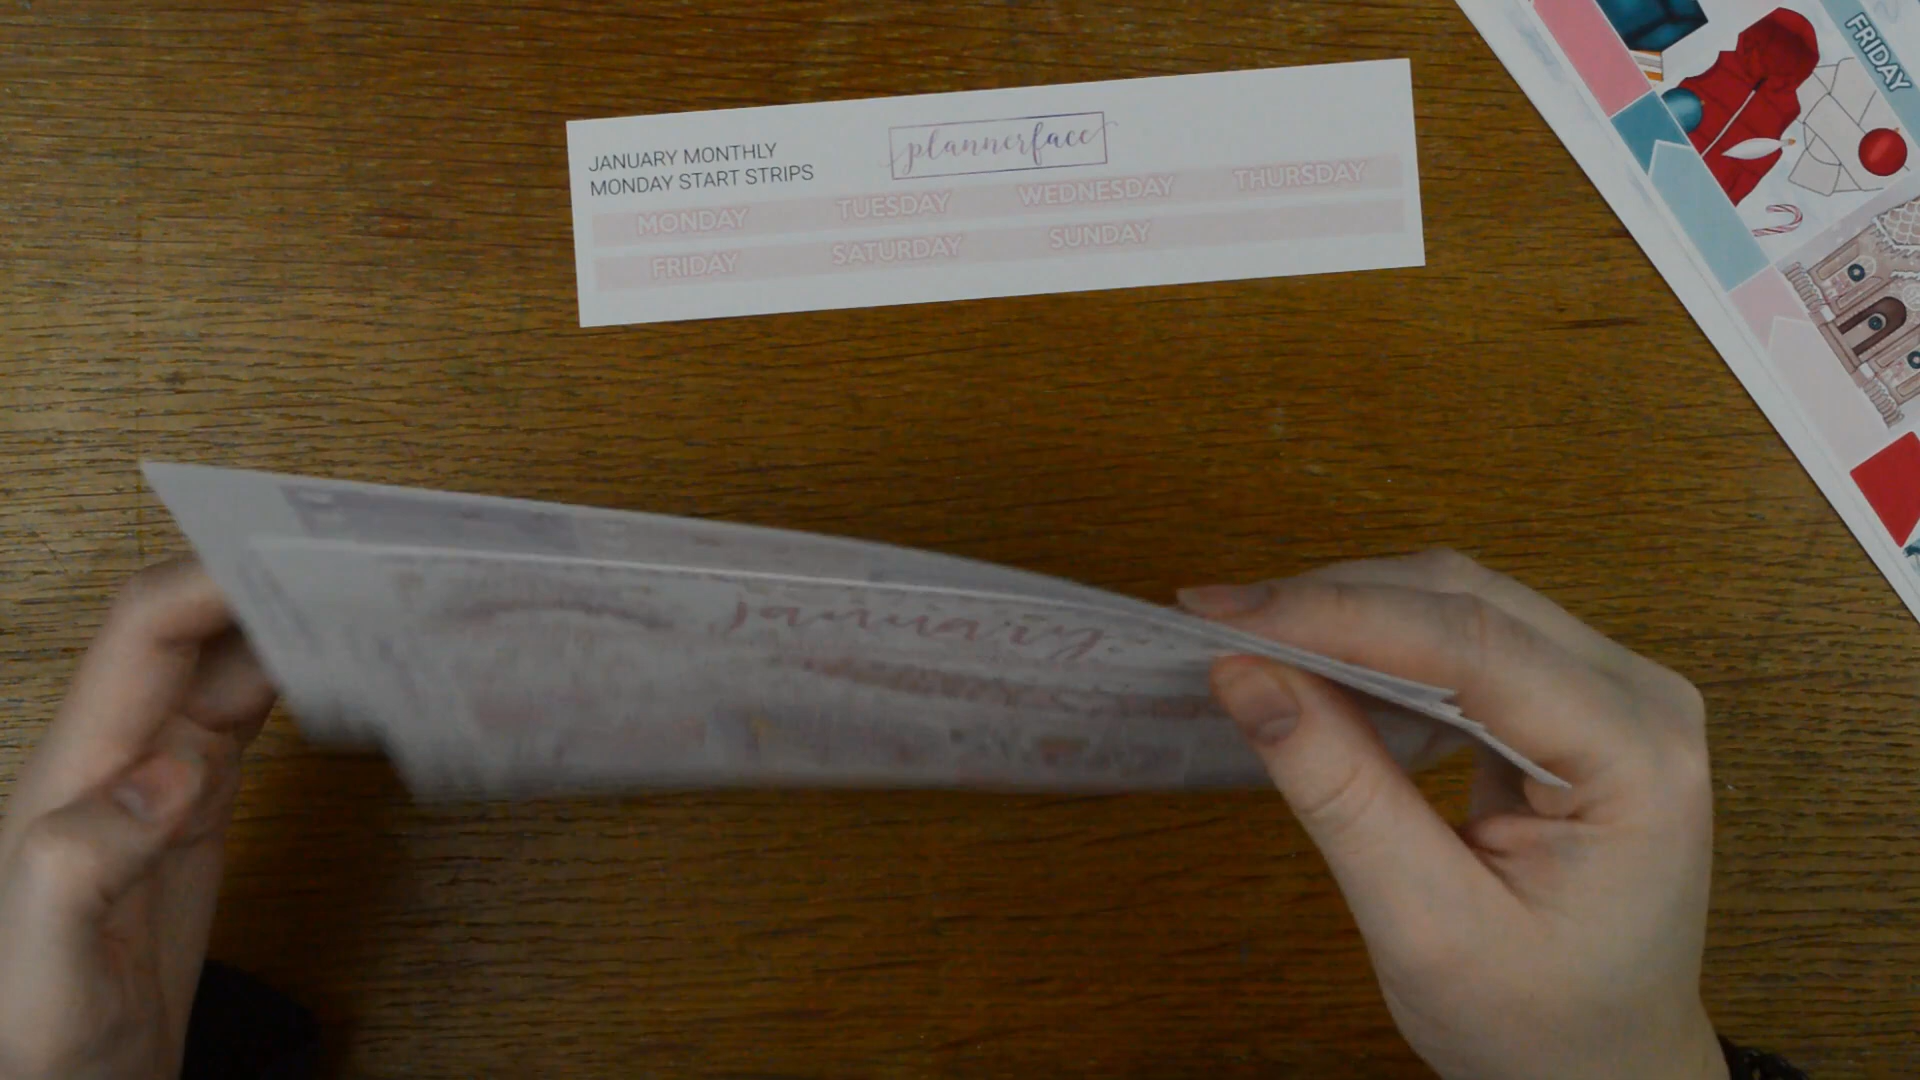 JANUARY MONTHLY
MONDAY START STRIPS
plannerface
MONDAY TUESDAY WEDNESDAY THURSDAY
FRIDAY SATURDAY SUNDAY
FRIDAY
january